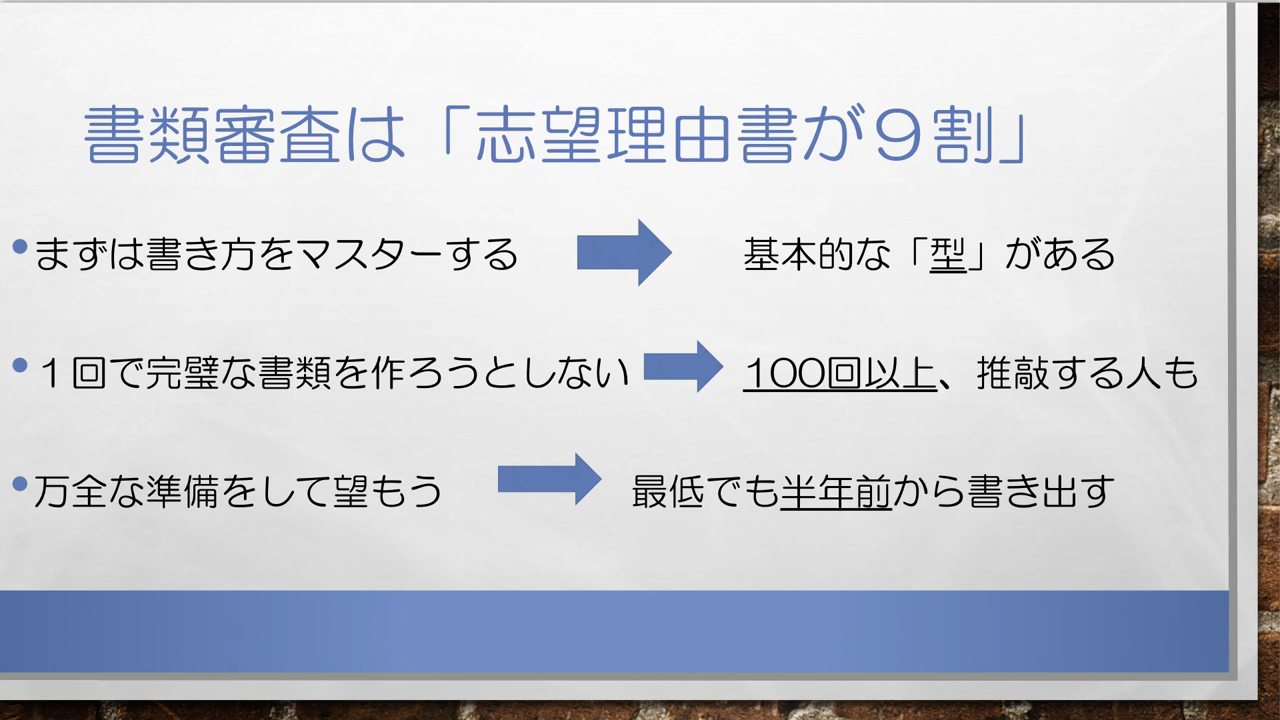 書類審査は「志望理由書が９割」
•まずは書き方をマスターする 基本的な「型」がある
•１回で完璧な書類を作ろうとしない 100回以上、推敲する人も
•万全な準備をして望もう 最低でも半年前から書き出す